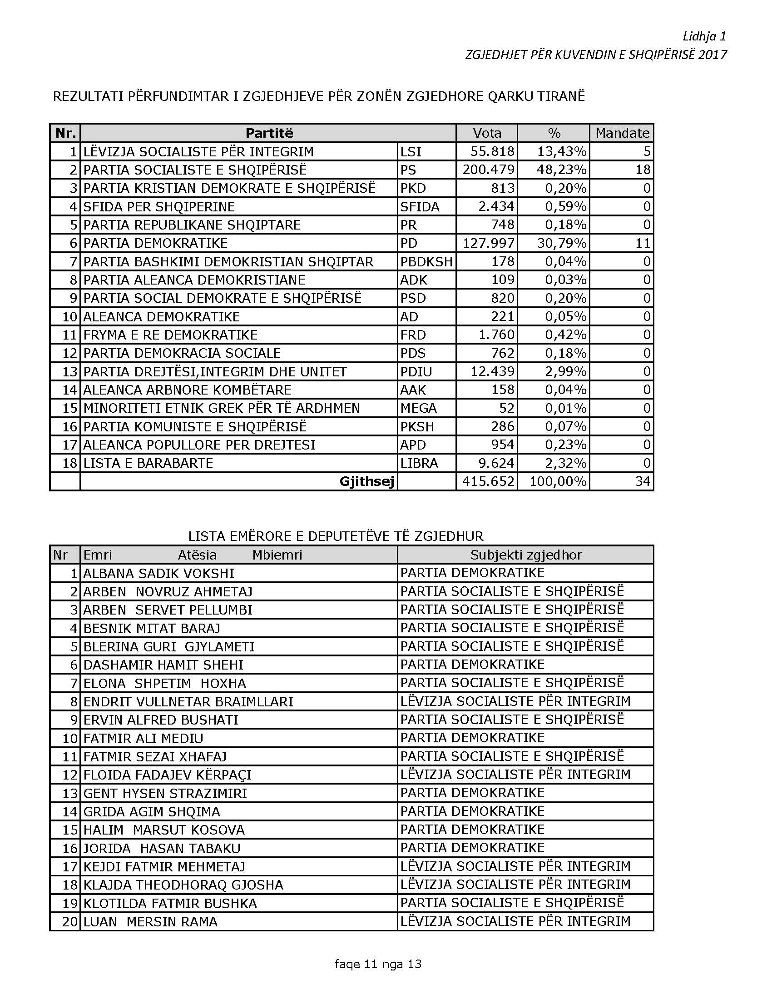 Lidhja 1
ZGJEDHJET PËR KUVENDIN E SHQIPËRISË 2017
REZULTATI PËRFUNDIMTAR I ZGJEDHJEVE PËR ZONËN ZGJEDHORE QARKU TIRANË
Nr. Partitë Vota % Mandate
1 LËVIZJA SOCIALISTE PËR INTEGRIM LSI 55.818 13,43% 5
2 PARTIA SOCIALISTE E SHQIPËRISË PS 200.479 48,23% 18
3 PARTIA KRISTIAN DEMOKRATE E SHQIPËRISË PKD 813 0,20% 0
4 SFIDA PER SHQIPERINE SFIDA 2.434 0,59% 0
5 PARTIA REPUBLIKANE SHQIPTARE PR 748 0,18% 0
6 PARTIA DEMOKRATIKE PD 127.997 30,79% 11
7 PARTIA BASHKIMI DEMOKRISTIAN SHQIPTAR PBDKSH 178 0,04% 0
8 PARTIA ALEANCA DEMOKRISTIANE ADK 109 0,03% 0
9 PARTIA SOCIAL DEMOKRATE E SHQIPËRISË PSD 820 0,20% 0
10 ALEANCA DEMOKRATIKE AD 221 0,05% 0
11 FRYMA E RE DEMOKRATIKE FRD 1.760 0,42% 0
12 PARTIA DEMOKRACIA SOCIALE PDS 762 0,18% 0
13 PARTIA DREJTËSI,INTEGRIM DHE UNITET PDIU 12.439 2,99% 0
14 ALEANCA ARBNORE KOMBËTARE AAK 158 0,04% 0
15 MINORITETI ETNIK GREK PËR TË ARDHMEN MEGA 52 0,01% 0
16 PARTIA KOMUNISTE E SHQIPËRISË PKSH 286 0,07% 0
17 ALEANCA POPULLORE PER DREJTESI APD 954 0,23% 0
18 LISTA E BARABARTE LIBRA 9.624 2,32% 0
Gjithsej 415.652 100,00% 34
LISTA EMËRORE E DEPUTETËVE TË ZGJEDHUR
Nr Emri Atësia Mbiemri Subjekti zgjedhor
1 ALBANA SADIK VOKSHI PARTIA DEMOKRATIKE
2 ARBEN NOVRUZ AHMETAJ PARTIA SOCIALISTE E SHQIPËRISË
3 ARBEN SERVET PELLUMBI PARTIA SOCIALISTE E SHQIPËRISË
4 BESNIK MITAT BARAJ PARTIA SOCIALISTE E SHQIPËRISË
5 BLERINA GURI GJYLAMETI PARTIA SOCIALISTE E SHQIPËRISË
6 DASHAMIR HAMIT SHEHI PARTIA DEMOKRATIKE
7 ELONA SHPETIM HOXHA PARTIA SOCIALISTE E SHQIPËRISË
8 ENDRIT VULLNETAR BRAIMLLARI LËVIZJA SOCIALISTE PËR INTEGRIM
9 ERVIN ALFRED BUSHATI PARTIA SOCIALISTE E SHQIPËRISË
10 FATMIR ALI MEDIU PARTIA DEMOKRATIKE
11 FATMIR SEZAI XHAFAJ PARTIA SOCIALISTE E SHQIPËRISË
12 FLOIDA FADAJEV KËRPAÇI LËVIZJA SOCIALISTE PËR INTEGRIM
13 GENT HYSEN STRAZIMIRI PARTIA DEMOKRATIKE
14 GRIDA AGIM SHQIMA PARTIA DEMOKRATIKE
15 HALIM MARSUT KOSOVA PARTIA DEMOKRATIKE
16 JORIDA HASAN TABAKU PARTIA DEMOKRATIKE
17 KEJDI FATMIR MEHMETAJ LËVIZJA SOCIALISTE PËR INTEGRIM
18 KLAJDA THEODHORAQ GJOSHA LËVIZJA SOCIALISTE PËR INTEGRIM
19 KLOTILDA FATMIR BUSHKA PARTIA SOCIALISTE E SHQIPËRISË
20 LUAN MERSIN RAMA LËVIZJA SOCIALISTE PËR INTEGRIM
faqe 11 nga 13